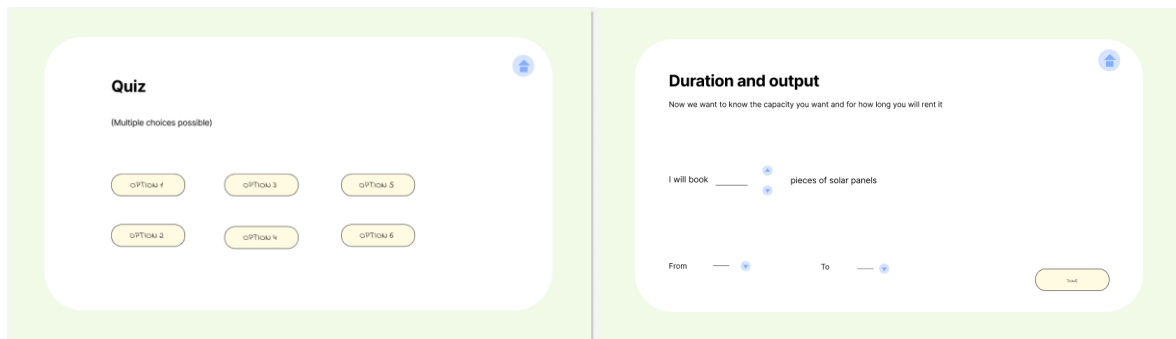 Quiz
(Multiple choices possible)
OPTION 1
OPTION 3
OPTION 5
OPTION 2
OPTION 4
OPTION 6
Duration and output
Now we want to know the capacity you want and for how long you will rent it
I will book
pieces of solar panels
From
To